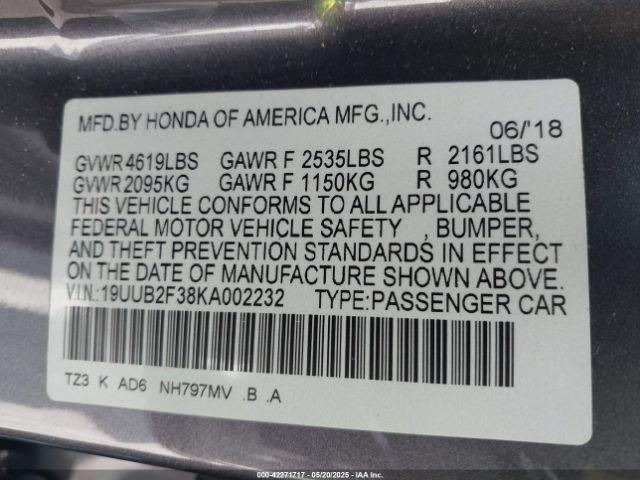 MFD.BY HONDA OF AMERICA MFG.,INC.
06/'18
GVWR 4619LBS GAWR F 2535LBS R 2161LBS
GVWR 2095KG GAWR F 1150KG R 980KG
THIS VEHICLE CONFORMS TO ALL APPLICABLE
FEDERAL MOTOR VEHICLE SAFETY , BUMPER,
AND THEFT PREVENTION STANDARDS IN EFFECT
ON THE DATE OF MANUFACTURE SHOWN ABOVE.
V.I.N.:19UUB2F38KA002232 TYPE:PASSENGER CAR
TZ3 K AD6 NH797MV .B .A
000-42271717 - 05/20/2025 - IAA Inc.